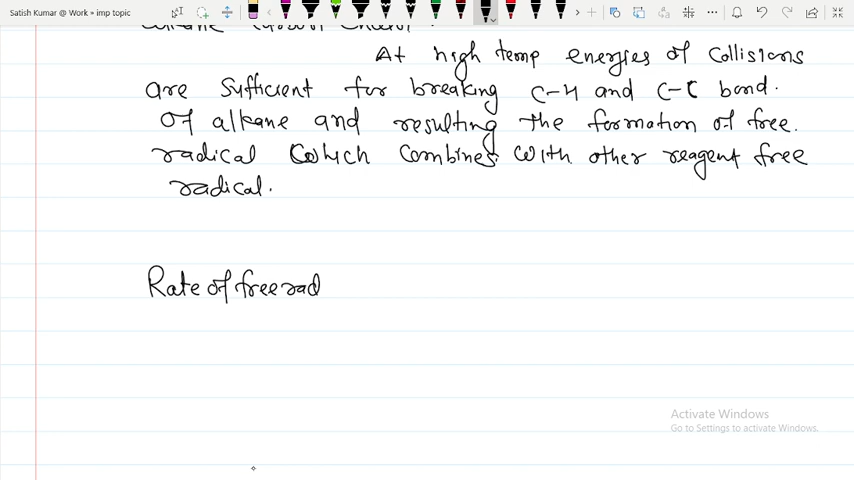 Satish Kumar @ Work » imp topic
At high temp energies of Collisions
are sufficient for breaking C-H and C-C bond.
Of alkane and resulting the formation of free.
radical which combines with other reagent free
radical.
Rate of free rad
Activate Windows
Go to Settings to activate Windows.